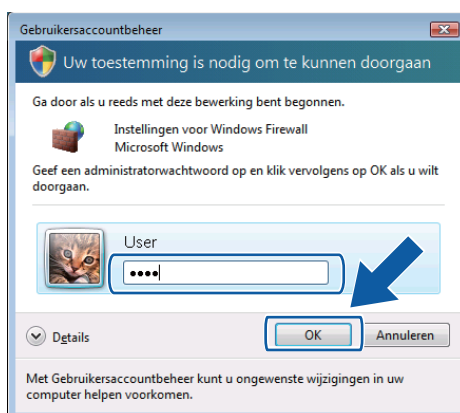 Gebruikersaccountbeheer
Uw toestemming is nodig om te kunnen doorgaan
Ga door als u reeds met deze bewerking bent begonnen.
Instellingen voor Windows Firewall
Microsoft Windows
Geef een administratorwachtwoord op en klik vervolgens op OK als u wilt
doorgaan.
User
••••
Details
OK
Annuleren
Met Gebruikersaccountbeheer kunt u ongewenste wijzigingen in uw
computer helpen voorkomen.